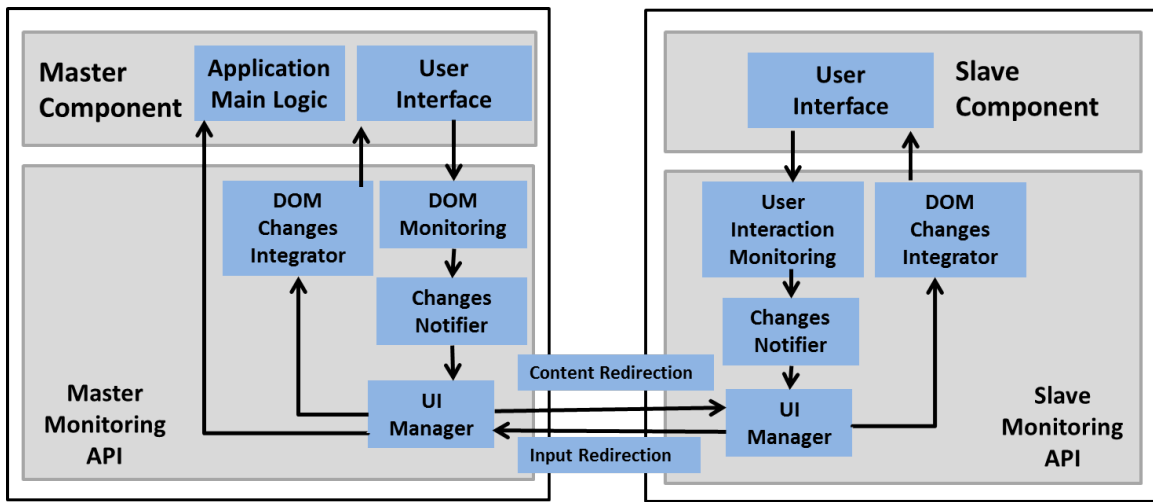 Master
Component
Application
Main Logic
User
Interface
DOM
Changes
Integrator
DOM
Monitoring
Changes
Notifier
Master
Monitoring
API
UI
Manager
Content Redirection
Input Redirection
User
Interface
Slave
Component
User
Interaction
Monitoring
DOM
Changes
Integrator
Changes
Notifier
UI
Manager
Slave
Monitoring
API